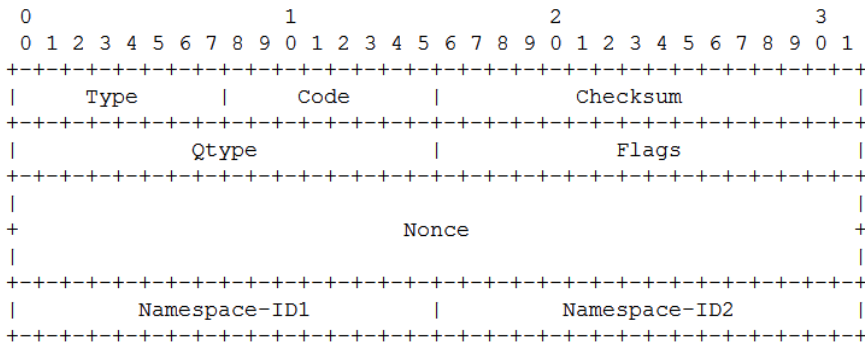 0                   1                   2                   3
 0 1 2 3 4 5 6 7 8 9 0 1 2 3 4 5 6 7 8 9 0 1 2 3 4 5 6 7 8 9 0 1
+-+-+-+-+-+-+-+-+-+-+-+-+-+-+-+-+-+-+-+-+-+-+-+-+-+-+-+-+-+-+-+-+
|     Type      |     Code      |          Checksum             |
+-+-+-+-+-+-+-+-+-+-+-+-+-+-+-+-+-+-+-+-+-+-+-+-+-+-+-+-+-+-+-+-+
|             Qtype             |             Flags             |
+-+-+-+-+-+-+-+-+-+-+-+-+-+-+-+-+-+-+-+-+-+-+-+-+-+-+-+-+-+-+-+-+
|                                                               |
+                             Nonce                             +
|                                                               |
+-+-+-+-+-+-+-+-+-+-+-+-+-+-+-+-+-+-+-+-+-+-+-+-+-+-+-+-+-+-+-+-+
|         Namespace-ID1         |         Namespace-ID2         |
+-+-+-+-+-+-+-+-+-+-+-+-+-+-+-+-+-+-+-+-+-+-+-+-+-+-+-+-+-+-+-+-+